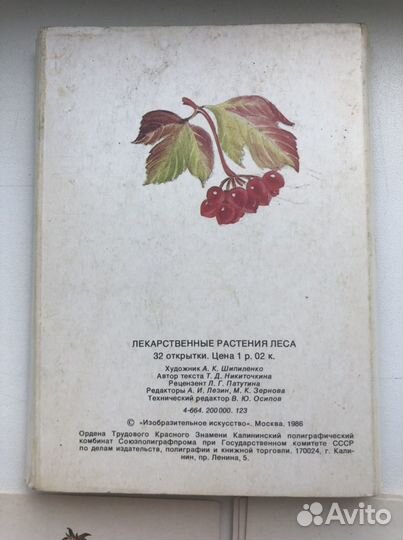 ЛЕКАРСТВЕННЫЕ РАСТЕНИЯ ЛЕСА
32 открытки. Цена 1 р. 02 к.
Художник А. К. Шипиленко
Автор текста Т. Д. Никиточкина
Рецензент Л. Г. Патутина
Редакторы А. И. Лезин, М. К. Зернова
Технический редактор В. Ю. Осипов
4-664. 200 000. 123
© «Изобразительное искусство». Москва. 1986
Ордена Трудового Красного Знамени Калининский полиграфический
комбинат Союзполиграфпрома при Государственном комитете СССР
по делам издательств, полиграфии и книжной торговли. 170024, г. Кали-
нин, пр. Ленина, 5.
Avito